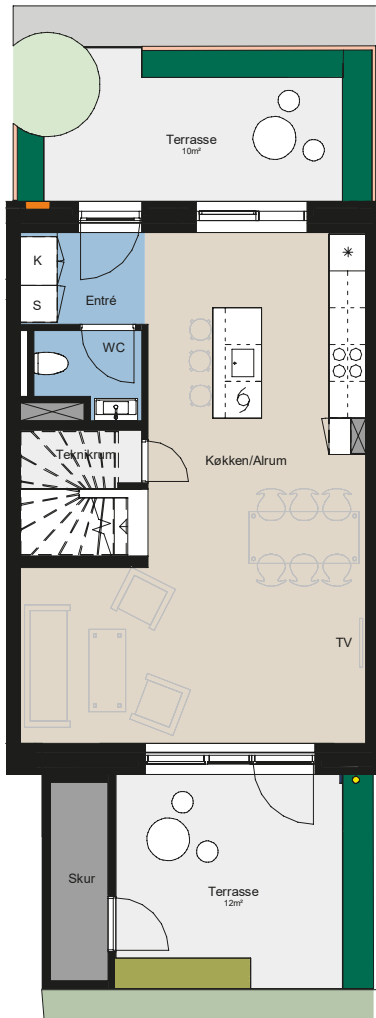 Terrasse
10m²
K
S
Entré
WC
Teknikrum
Køkken/Alrum
TV
Skur
Terrasse
12m²